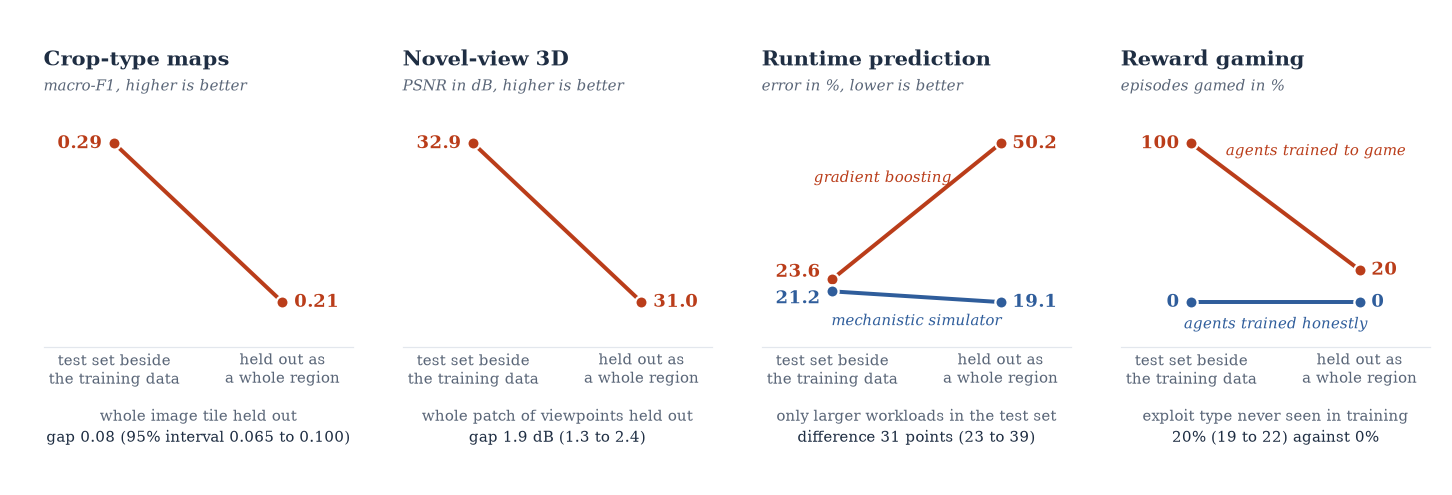 Crop-type maps
macro-F1, higher is better
0.29
0.21
test set beside
the training data
held out as
a whole region
whole image tile held out
gap 0.08 (95% interval 0.065 to 0.100)
Novel-view 3D
PSNR in dB, higher is better
32.9
31.0
test set beside
the training data
held out as
a whole region
whole patch of viewpoints held out
gap 1.9 dB (1.3 to 2.4)
Runtime prediction
error in %, lower is better
50.2
gradient boosting
23.6
21.2
19.1
mechanistic simulator
test set beside
the training data
held out as
a whole region
only larger workloads in the test set
difference 31 points (23 to 39)
Reward gaming
episodes gamed in %
100
agents trained to game
20
0
0
agents trained honestly
test set beside
the training data
held out as
a whole region
exploit type never seen in training
20% (19 to 22) against 0%